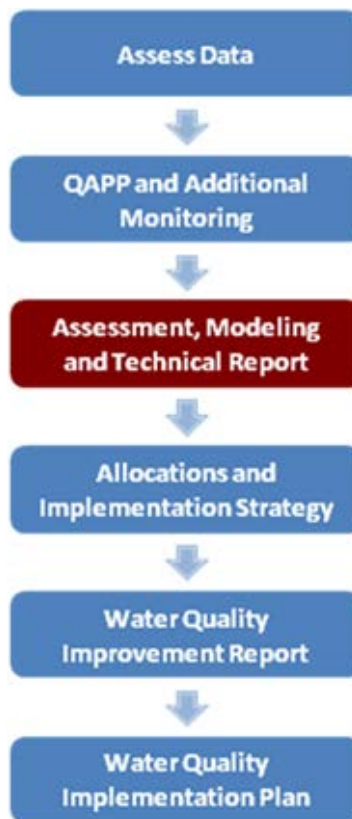 Assess Data
QAPP and Additional
Monitoring
Assessment, Modeling
and Technical Report
Allocations and
Implementation Strategy
Water Quality
Improvement Report
Water Quality
Implementation Plan